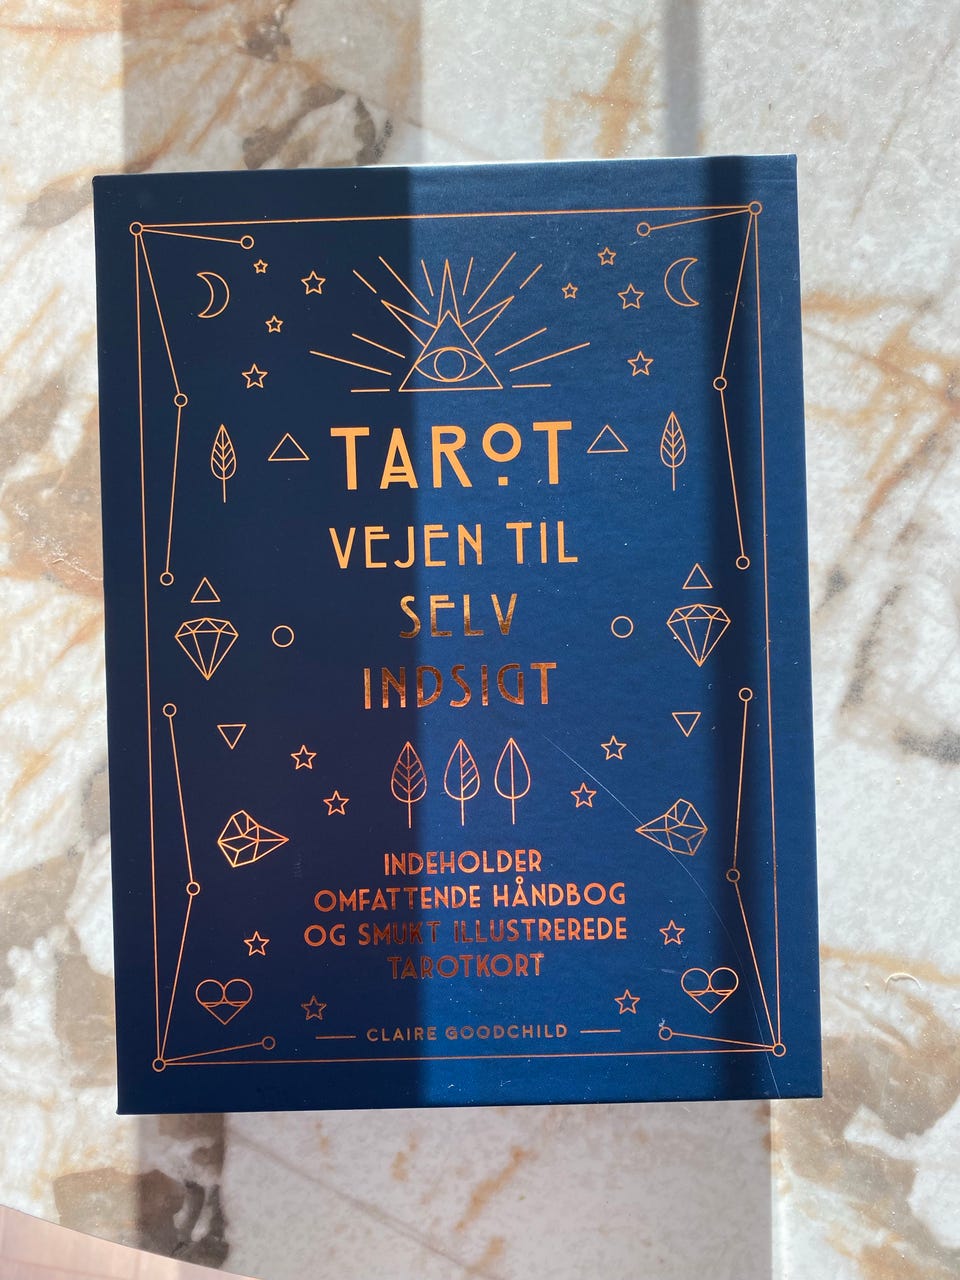 TAROT
VEJEN TIL
SELV
INDSIGT
INDEHOLDER
OMFATTENDE HÅNDBOG
OG SMUKT ILLUSTREREDE
TAROTKORT
CLAIRE GOODCHILD